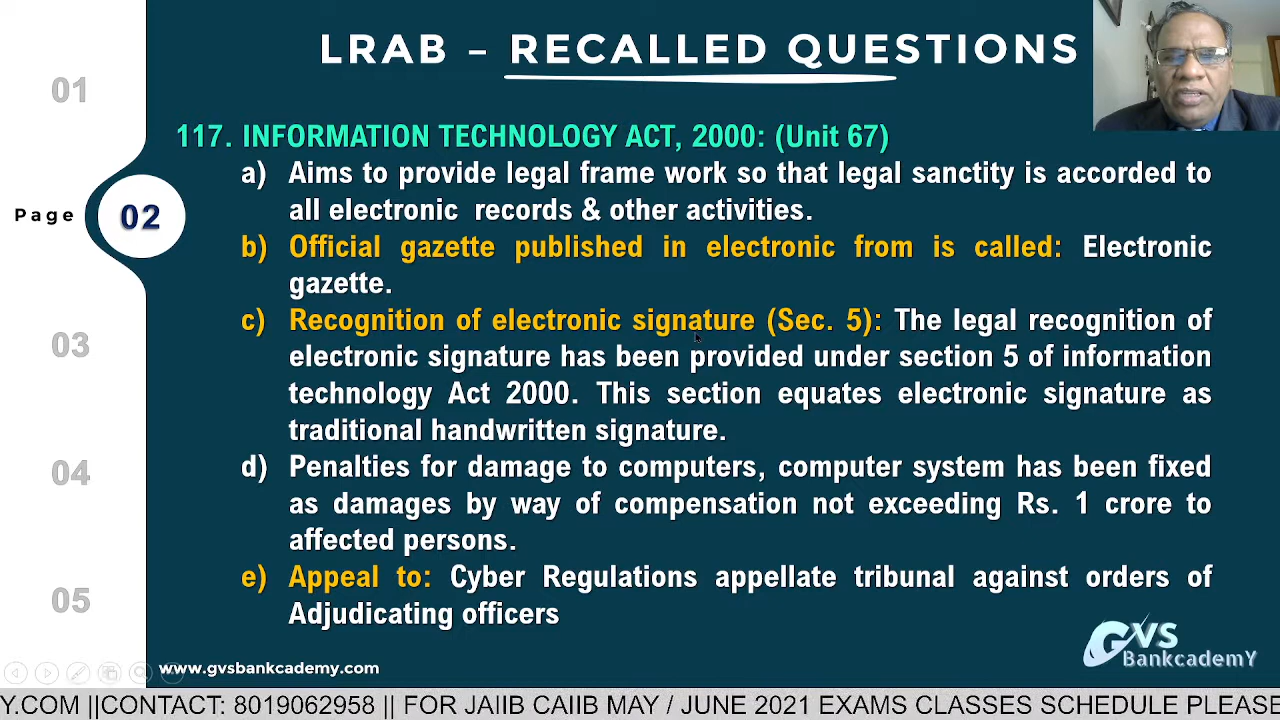 LRAB – RECALLED QUESTIONS
01
117. INFORMATION TECHNOLOGY ACT, 2000: (Unit 67)
a) Aims to provide legal frame work so that legal sanctity is accorded to
all electronic records & other activities.
Page 02
b) Official gazette published in electronic from is called: Electronic
gazette.
c) Recognition of electronic signature (Sec. 5): The legal recognition of
03
electronic signature has been provided under section 5 of information
technology Act 2000. This section equates electronic signature as
traditional handwritten signature.
d) Penalties for damage to computers, computer system has been fixed
04
as damages by way of compensation not exceeding Rs. 1 crore to
affected persons.
e) Appeal to: Cyber Regulations appellate tribunal against orders of
05
Adjudicating officers
GVS
BankcademY
www.gvsbankcademy.com
Y.COM ||CONTACT: 8019062958 || FOR JAIIB CAIIB MAY / JUNE 2021 EXAMS CLASSES SCHEDULE PLEASE